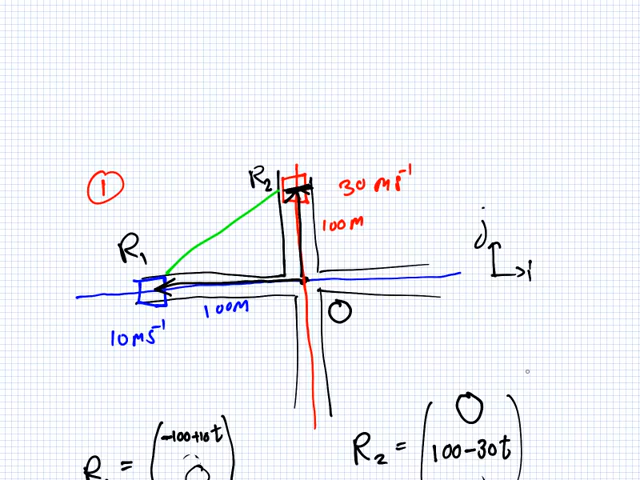 1
R2 30 ms⁻¹
100M
R1
j
i
100M
O
10ms⁻¹
-100+10t
R1 = 0
0
R2 = 100-30t